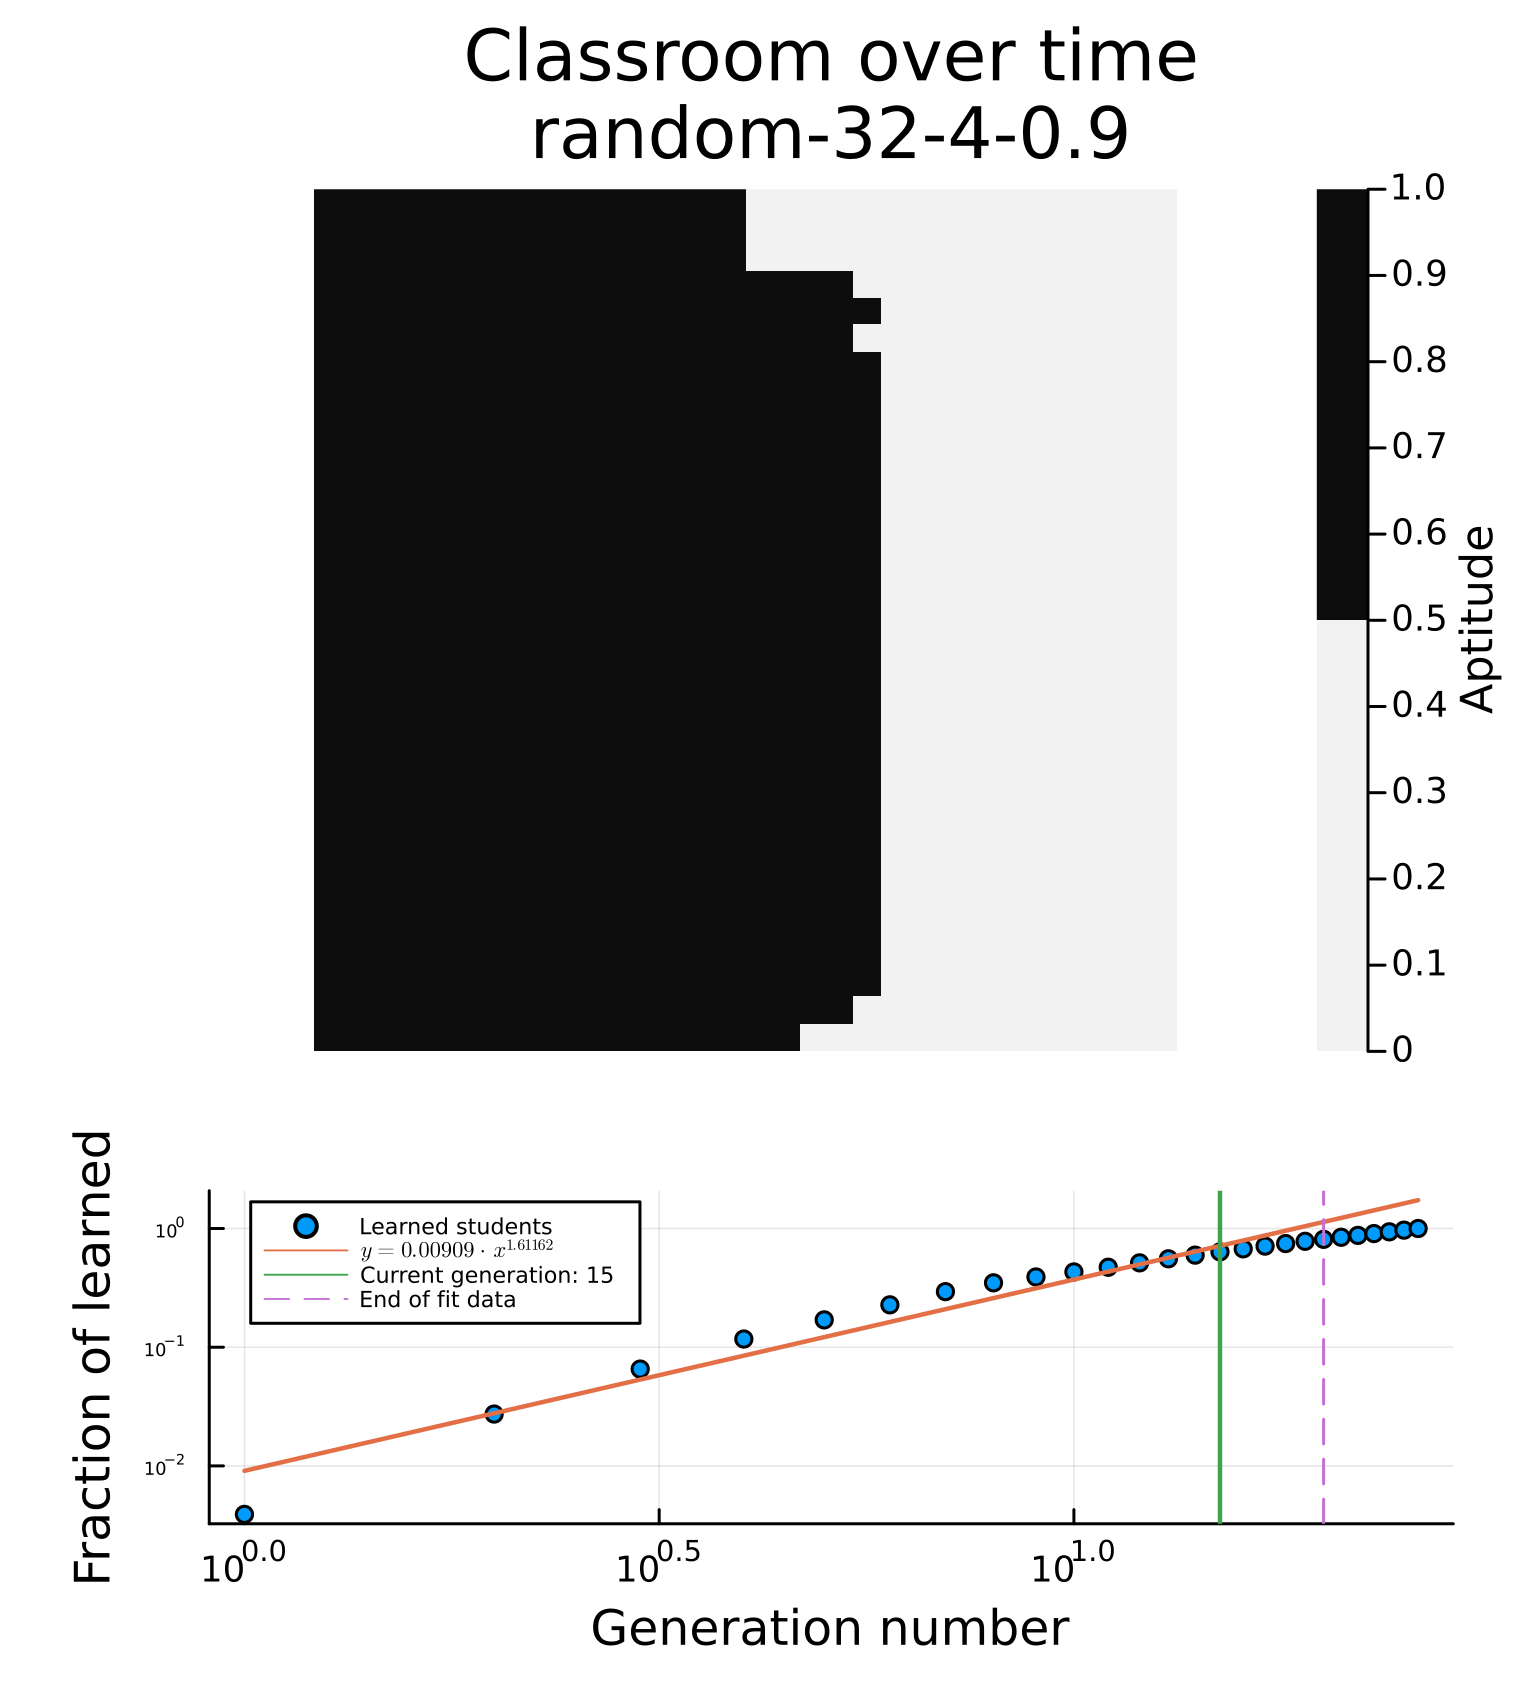 Classroom over time
random-32-4-0.9
1.0
0.9
0.8
0.7
0.6
0.5
0.4
0.3
0.2
0.1
0
Aptitude
Fraction of learned
10⁰
10⁻¹
10⁻²
Learned students
y = 0.00909 · x^1.61162
Current generation: 15
End of fit data
10^0.0 10^0.5 10^1.0
Generation number